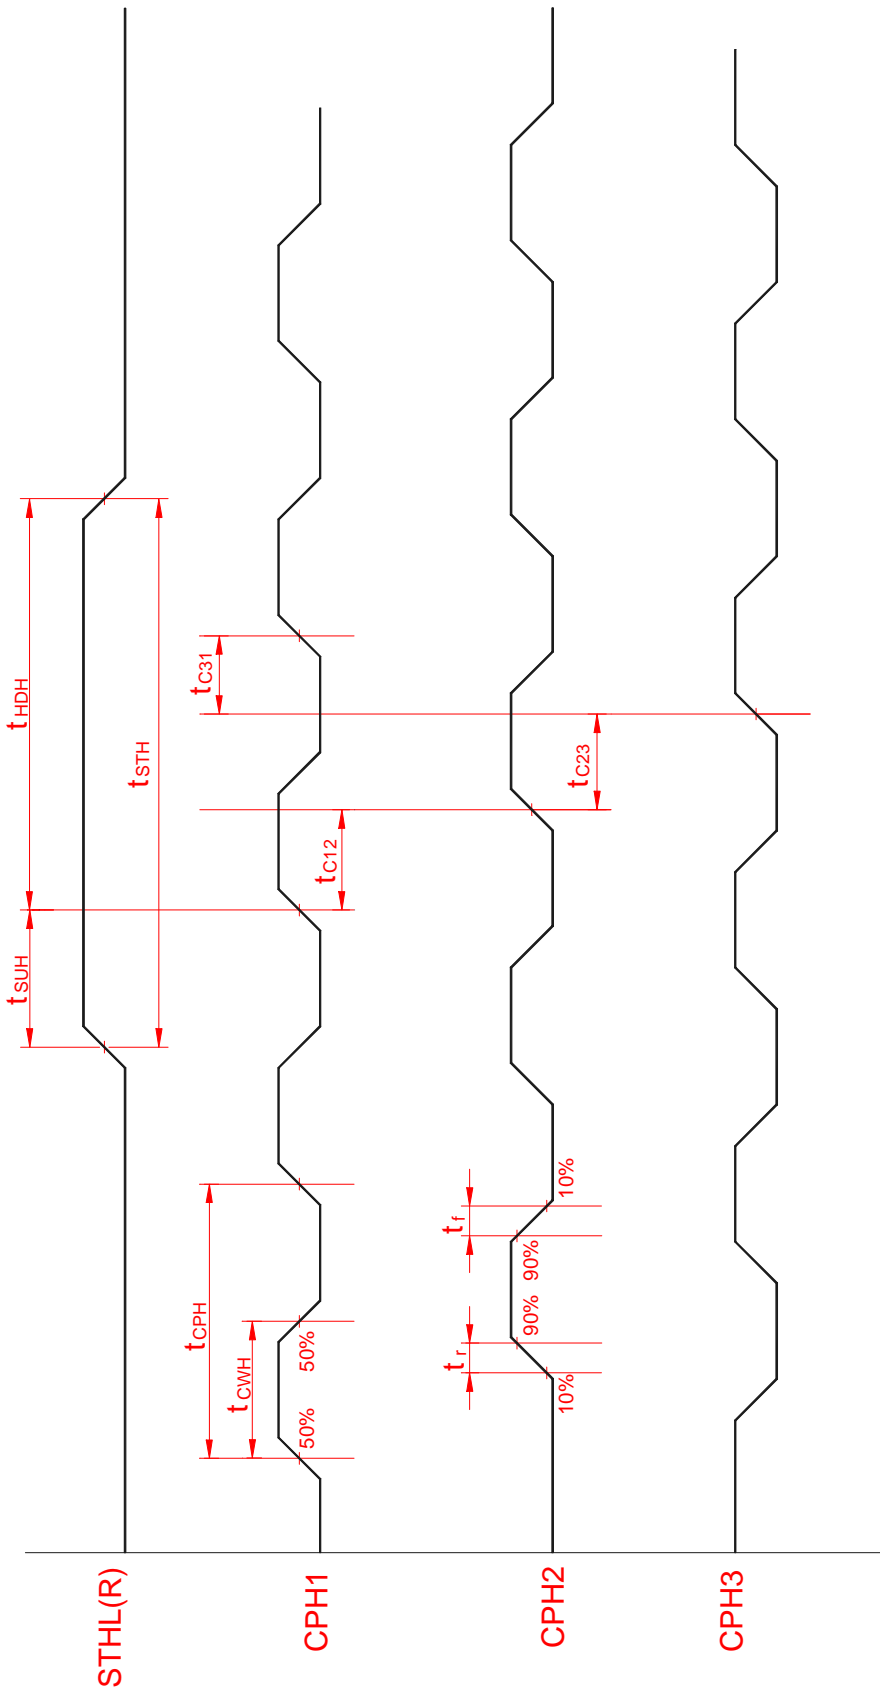 STHL(R)
tSUH
tHDH
tSTH
CPH1
tCPH
tCWH
50%
50%
tC12
tC31
CPH2
tr
tf
10%
90%
90%
10%
tC23
CPH3